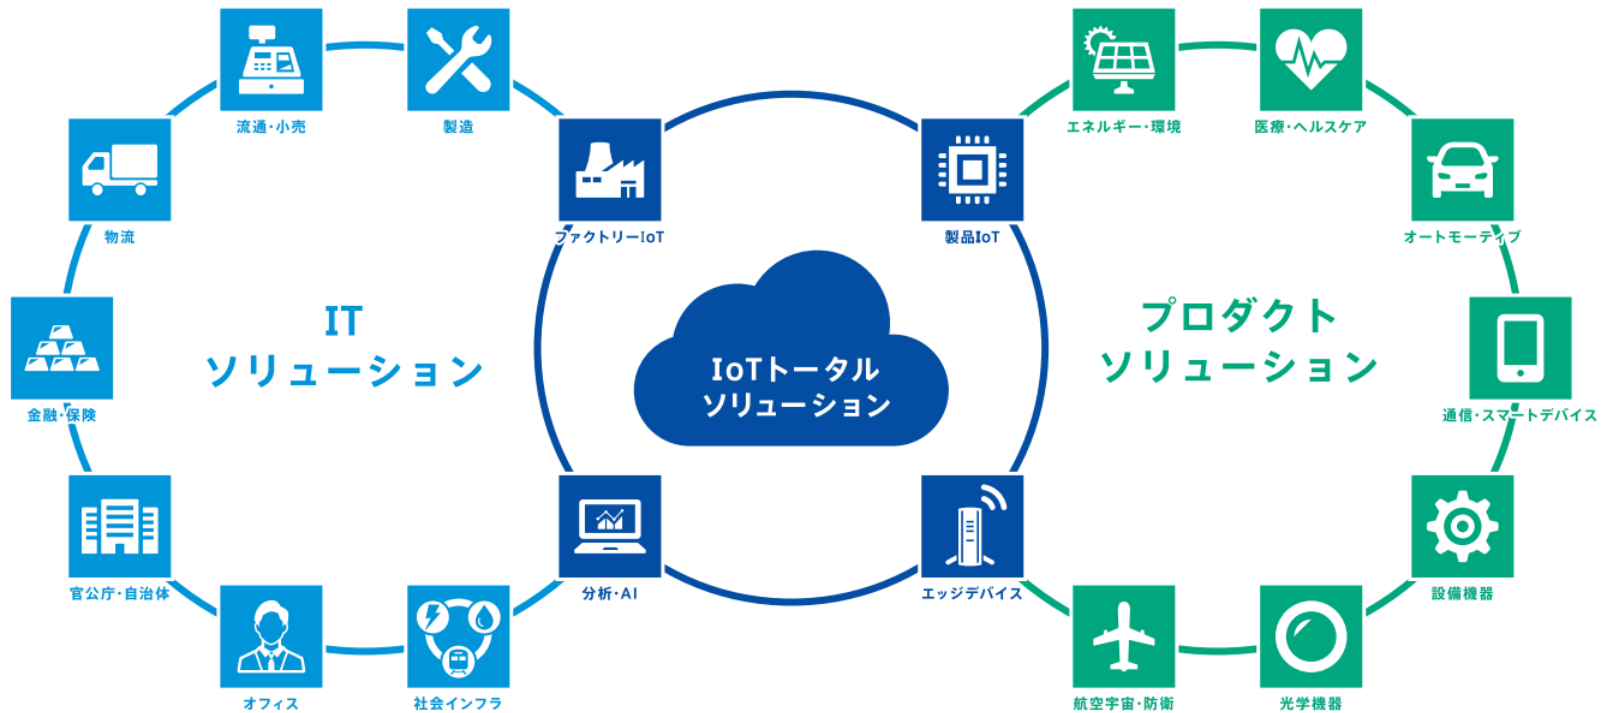 流通・小売
製造
エネルギー・環境
医療・ヘルスケア
物流
ファクトリーIoT
製品IoT
オートモーティブ
IT
ソリューション
IoTトータル
ソリューション
プロダクト
ソリューション
金融・保険
通信・スマートデバイス
官公庁・自治体
分析・AI
エッジデバイス
設備機器
オフィス
社会インフラ
航空宇宙・防衛
光学機器